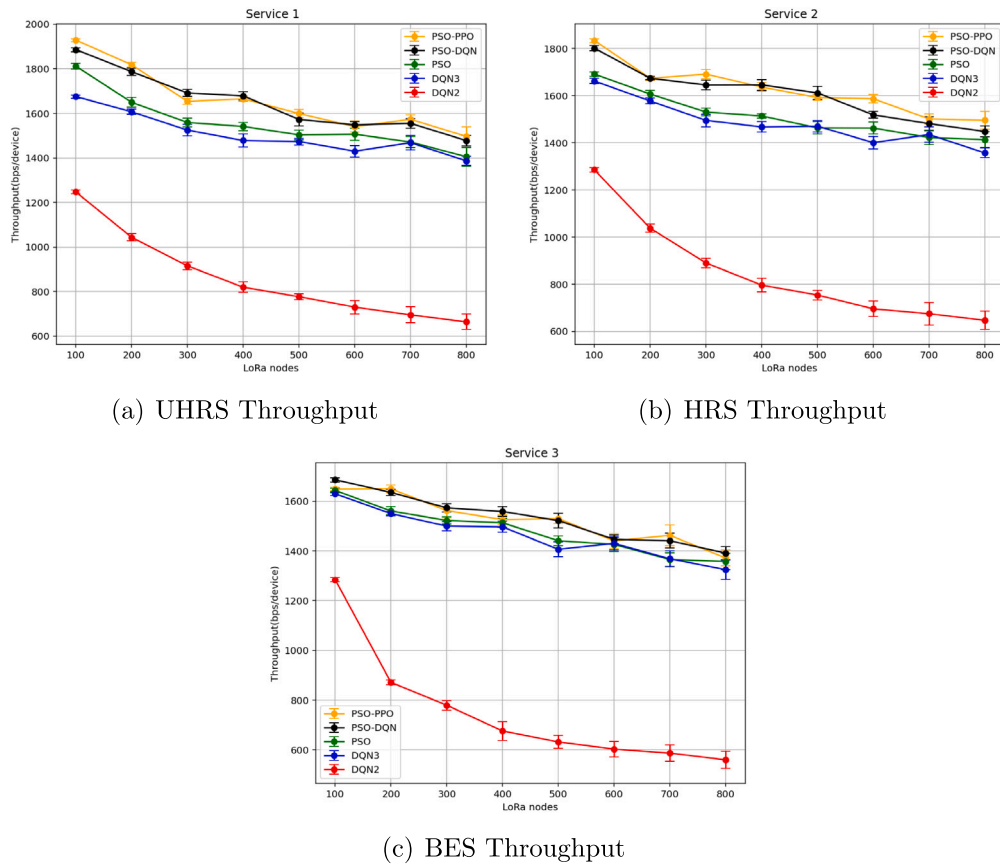 Service 1
2000
1800
1600
1400
1200
1000
800
600
Throughput(bps/device)
PSO-PPO
PSO-DQN
PSO
DQN3
DQN2
100 200 300 400 500 600 700 800
LoRa nodes
(a) UHRS Throughput
Service 2
1800
1600
1400
1200
1000
800
600
Throughput(bps/device)
PSO-PPO
PSO-DQN
PSO
DQN3
DQN2
100 200 300 400 500 600 700 800
LoRa nodes
(b) HRS Throughput
Service 3
1600
1400
1200
1000
800
600
Throughput(bps/device)
PSO-PPO
PSO-DQN
PSO
DQN3
DQN2
100 200 300 400 500 600 700 800
LoRa nodes
(c) BES Throughput